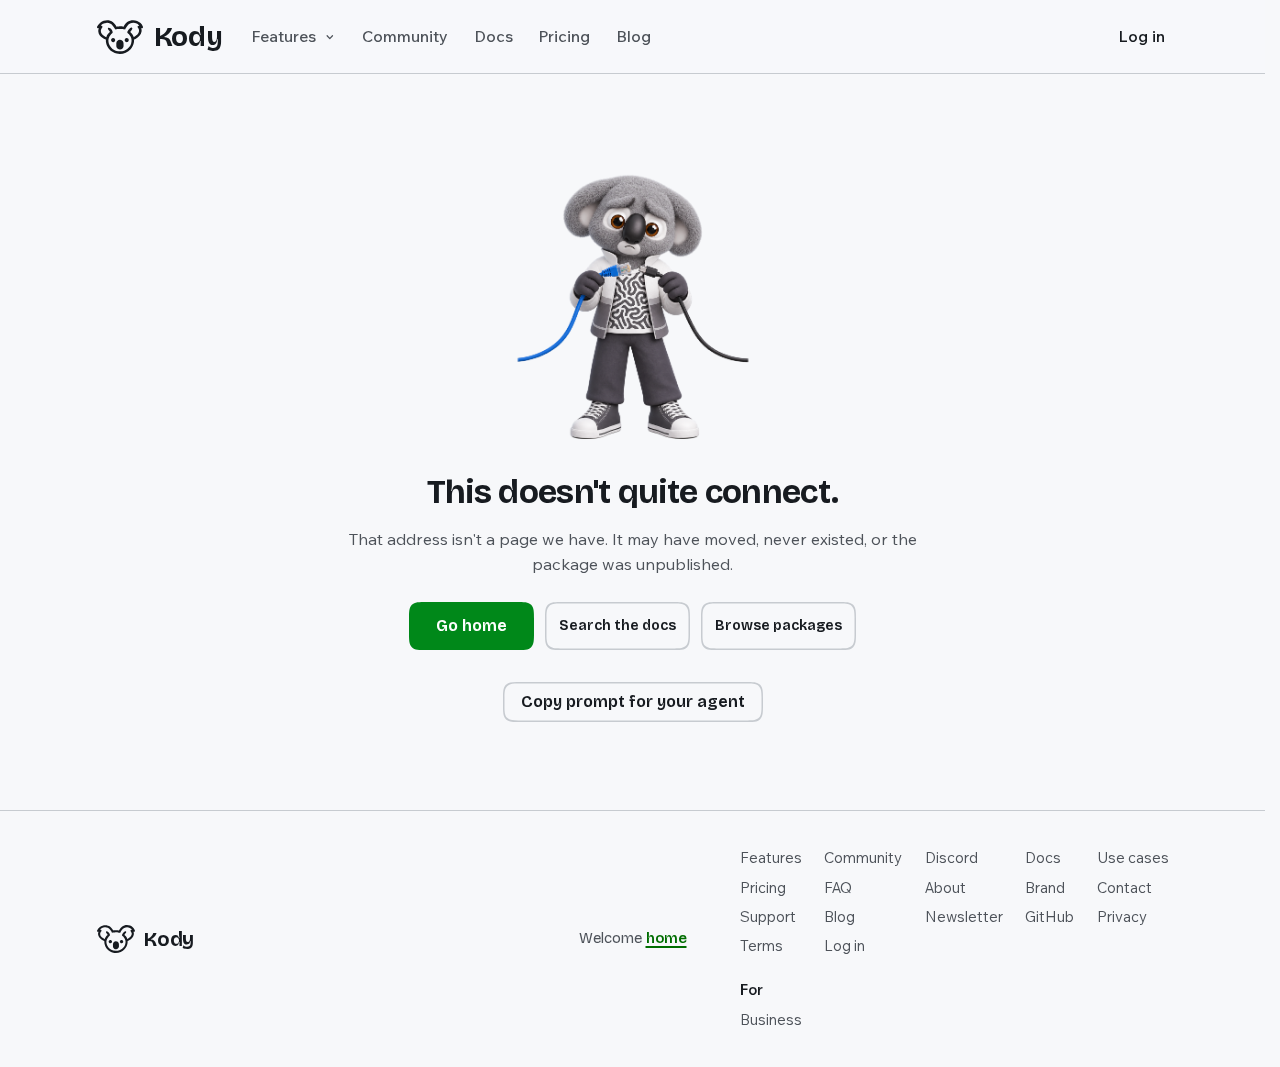 Kody
Features
Community
Docs
Pricing
Blog
Log in
This doesn't quite connect.
That address isn't a page we have. It may have moved, never existed, or the
package was unpublished.
Go home
Search the docs
Browse packages
Copy prompt for your agent
Kody
Welcome home
Features
Community
Discord
Docs
Use cases
Pricing
FAQ
About
Brand
Contact
Support
Blog
Newsletter
GitHub
Privacy
Terms
Log in
For
Business